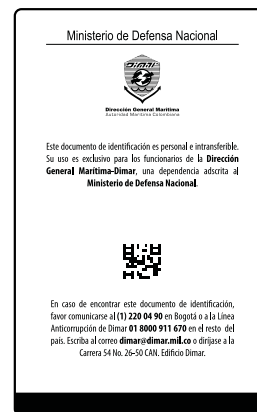 Ministerio de Defensa Nacional
DIMAR
Dirección General Marítima
Autoridad Marítima Colombiana
Este documento de identificación es personal e intransferible.
Su uso es exclusivo para los funcionarios de la Dirección
General Marítima-Dimar, una dependencia adscrita al
Ministerio de Defensa Nacional.
En caso de encontrar este documento de identificación,
favor comunicarse al (1) 220 04 90 en Bogotá o a la Línea
Anticorrupción de Dimar 01 8000 911 670 en el resto del
país. Escriba al correo dimar@dimar.mil.co o diríjase a la
Carrera 54 No. 26-50 CAN. Edificio Dimar.